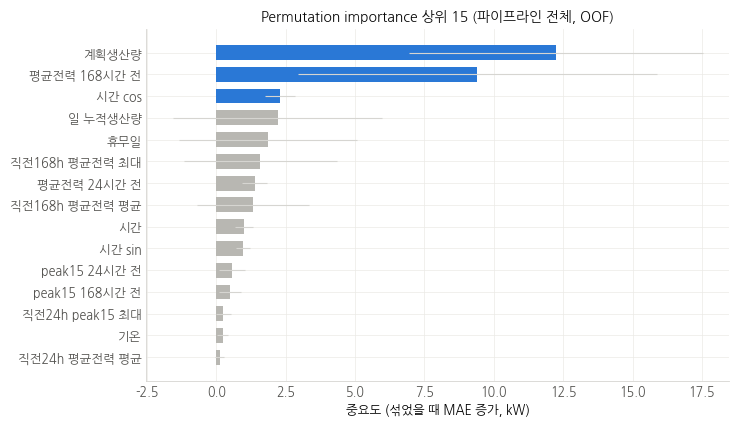 Permutation importance 상위 15 (파이프라인 전체, OOF)
계획생산량
평균전력 168시간 전
시간 cos
일 누적생산량
휴무일
직전168h 평균전력 최대
평균전력 24시간 전
직전168h 평균전력 평균
시간
시간 sin
peak15 24시간 전
peak15 168시간 전
직전24h peak15 최대
기온
직전24h 평균전력 평균
-2.5 0.0 2.5 5.0 7.5 10.0 12.5 15.0 17.5
중요도 (섞었을 때 MAE 증가, kW)